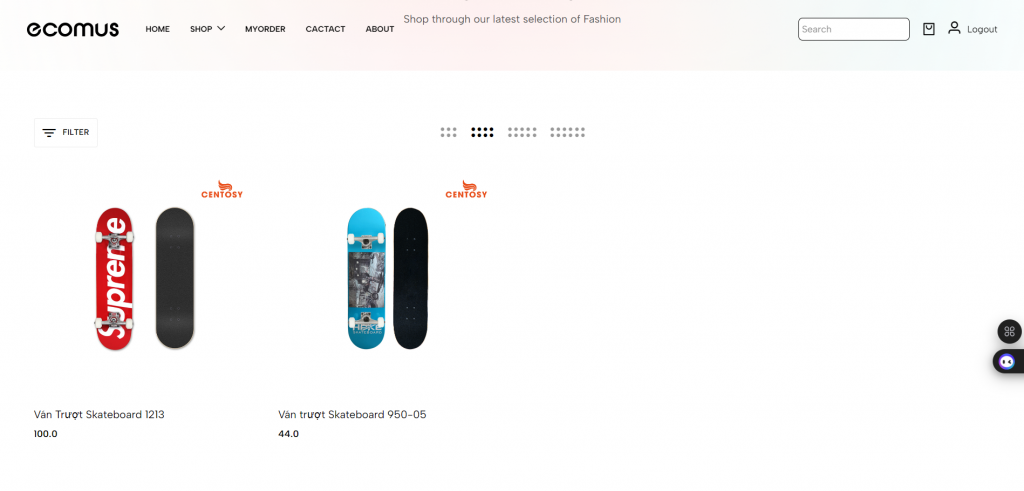 Shop through our latest selection of Fashion
ecomus
HOME SHOP MYORDER CACTACT ABOUT
Search
Logout
FILTER
CENTOSY
CENTOSY
Supreme
Ván Trượt Skateboard 1213
Ván trượt Skateboard 950-05
100.0
44.0